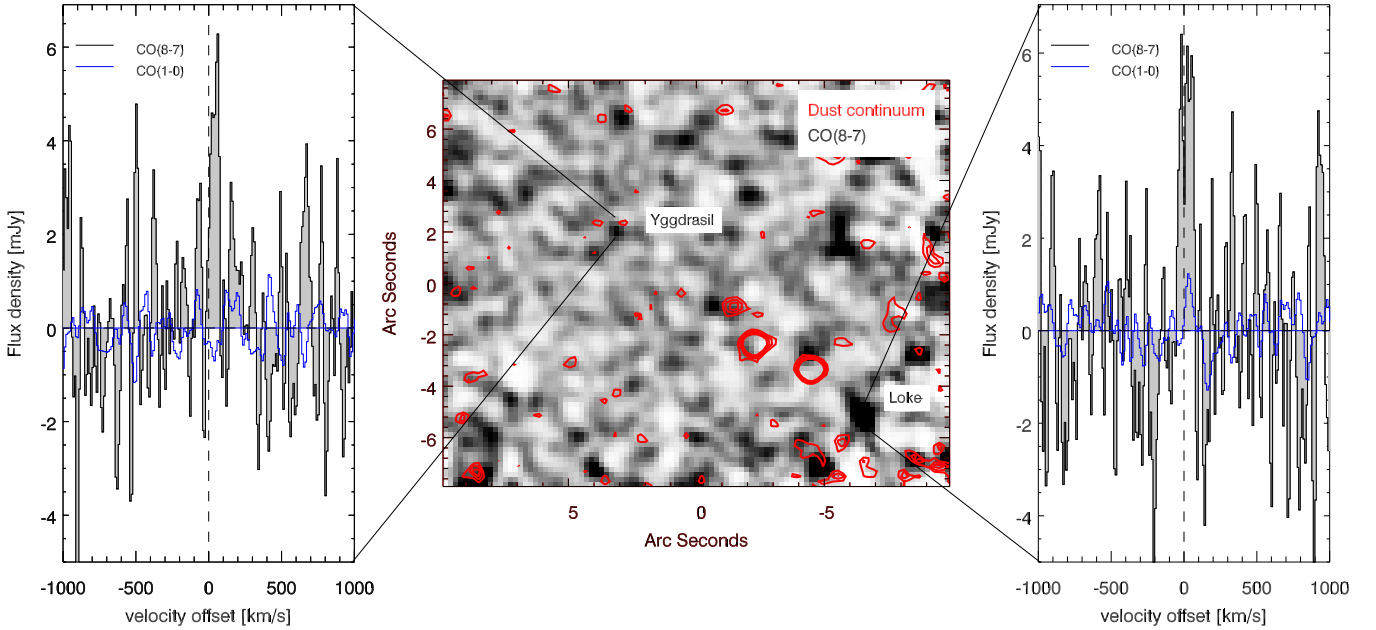 CO(8-7)
CO(1-0)
6
4
2
0
-2
-4
Flux density [mJy]
-1000 -500 0 500 1000
velocity offset [km/s]
Dust continuum
CO(8-7)
Yggdrasil
Loke
6
4
2
0
-2
-4
-6
Arc Seconds
5 0 -5
Arc Seconds
CO(8-7)
CO(1-0)
6
4
2
0
-2
-4
Flux density [mJy]
-1000 -500 0 500 1000
velocity offset [km/s]